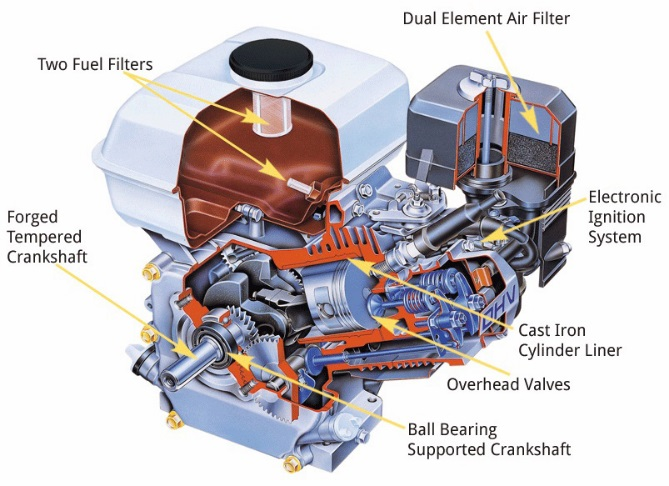 Dual Element Air Filter
Two Fuel Filters
Electronic
Ignition
System
Forged
Tempered
Crankshaft
Cast Iron
Cylinder Liner
Overhead Valves
Ball Bearing
Supported Crankshaft
OHV